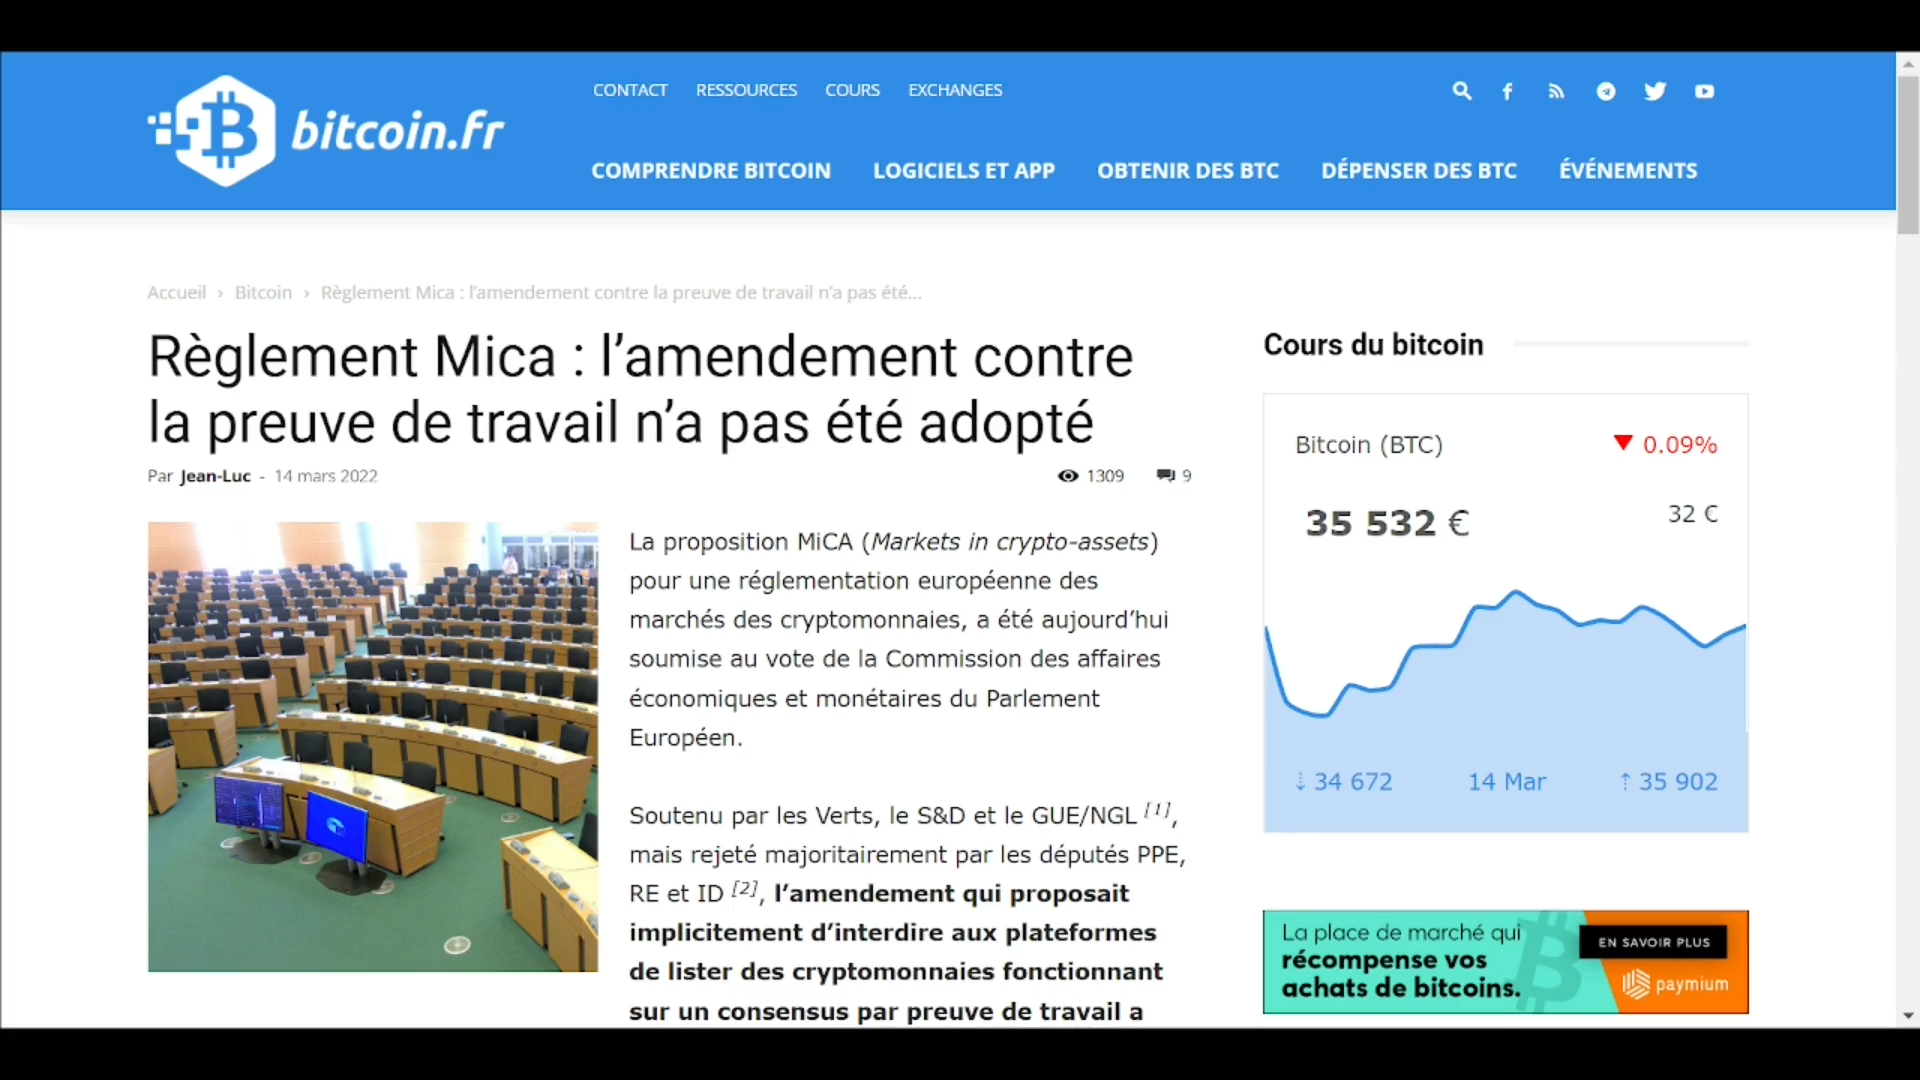 bitcoin.fr
CONTACT RESSOURCES COURS EXCHANGES
COMPRENDRE BITCOIN LOGICIELS ET APP OBTENIR DES BTC DÉPENSER DES BTC ÉVÉNEMENTS
Accueil › Bitcoin › Règlement Mica : l’amendement contre la preuve de travail n’a pas été...
Règlement Mica : l’amendement contre
la preuve de travail n’a pas été adopté
Par Jean-Luc - 14 mars 2022 1309 9
La proposition MiCA (Markets in crypto-assets)
pour une réglementation européenne des
marchés des cryptomonnaies, a été aujourd’hui
soumise au vote de la Commission des affaires
économiques et monétaires du Parlement
Européen.
Soutenu par les Verts, le S&D et le GUE/NGL [1],
mais rejeté majoritairement par les députés PPE,
RE et ID [2], l’amendement qui proposait
implicitement d’interdire aux plateformes
de lister des cryptomonnaies fonctionnant
sur un consensus par preuve de travail a
Cours du bitcoin
Bitcoin (BTC) ▼ 0.09%
35 532 € 32 €
↓ 34 672 14 Mar ↑ 35 902
La place de marché qui
récompense vos
achats de bitcoins.
EN SAVOIR PLUS
paymium